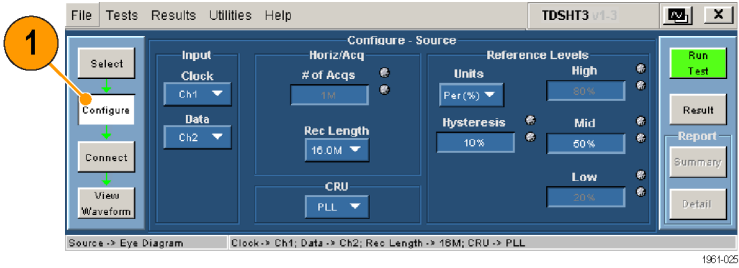 File Tests Results Utilities Help TDSHT3 v1.3 X
1
Configure - Source
Select
Configure
Connect
View
Waveform
Input
Clock
Ch1
Data
Ch2
Horiz/Acq
# of Acqs
1M
Rec Length
16.0M
CRU
PLL
Reference Levels
Units
Per(%)
Hysteresis
10%
High
80%
Mid
50%
Low
20%
Run
Test
Result
Report
Summary
Detail
Source -> Eye Diagram Clock-> Ch1; Data -> Ch2; Rec Length -> 16M; CRU -> PLL
1961-025